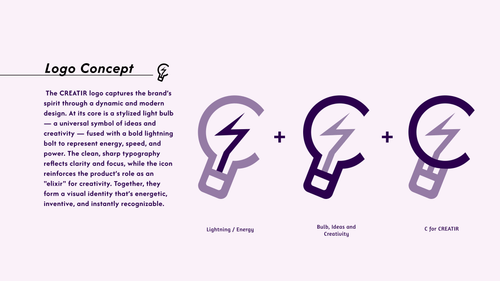 Logo Concept
The CREATIR logo captures the brand's
spirit through a dynamic and modern
design. At its core is a stylized light bulb
— a universal symbol of ideas and
creativity — fused with a bold lightning
bolt to represent energy, speed, and
power. The clean, sharp typography
reflects clarity and focus, while the icon
reinforces the product's role as an
"elixir" for creativity. Together, they
form a visual identity that's energetic,
inventive, and instantly recognizable.
+ +
Lightning / Energy
Bulb, Ideas and
Creativity
C for CREATIR